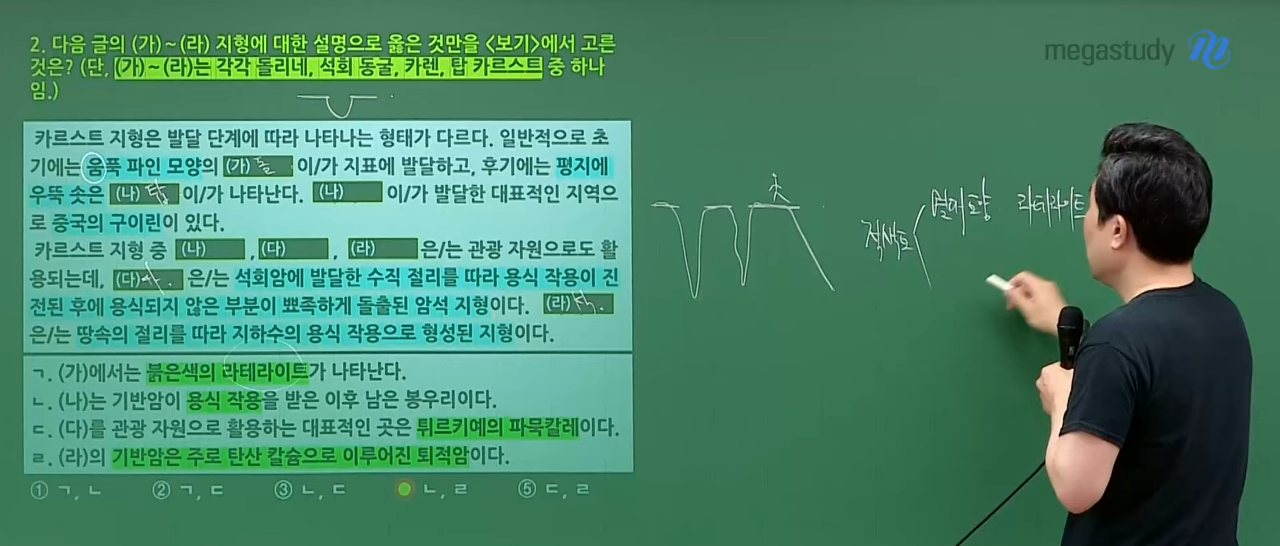 2. 다음 글의 (가)~(라) 지형에 대한 설명으로 옳은 것만을 <보기>에서 고른
것은? (단, (가)~(라)는 각각 돌리네, 석회 동굴, 카렌, 탑 카르스트 중 하나
임.)
megastudy
카르스트 지형은 발달 단계에 따라 나타나는 형태가 다르다. 일반적으로 초
기에는 움푹 파인 모양의 (가) 돌 이/가 지표에 발달하고, 후기에는 평지에
우뚝 솟은 (나) 탑 이/가 나타난다. (나) 이/가 발달한 대표적인 지역으
로 중국의 구이린이 있다.
카르스트 지형 중 (나) , (다) , (라) 은/는 관광 자원으로도 활
용되는데, (다) 은/는 석회암에 발달한 수직 절리를 따라 용식 작용이 진
전된 후에 용식되지 않은 부분이 뾰족하게 돌출된 암석 지형이다. (라)
은/는 땅속의 절리를 따라 지하수의 용식 작용으로 형성된 지형이다.
ㄱ. (가)에서는 붉은색의 라테라이트가 나타난다.
ㄴ. (나)는 기반암이 용식 작용을 받은 이후 남은 봉우리이다.
ㄷ. (다)를 관광 자원으로 활용하는 대표적인 곳은 튀르키예의 파묵칼레이다.
ㄹ. (라)의 기반암은 주로 탄산 칼슘으로 이루어진 퇴적암이다.
① ㄱ, ㄴ ② ㄱ, ㄷ ③ ㄴ, ㄷ ㄴ, ㄹ ⑤ ㄷ, ㄹ
적색토 열대토양 라테라이트